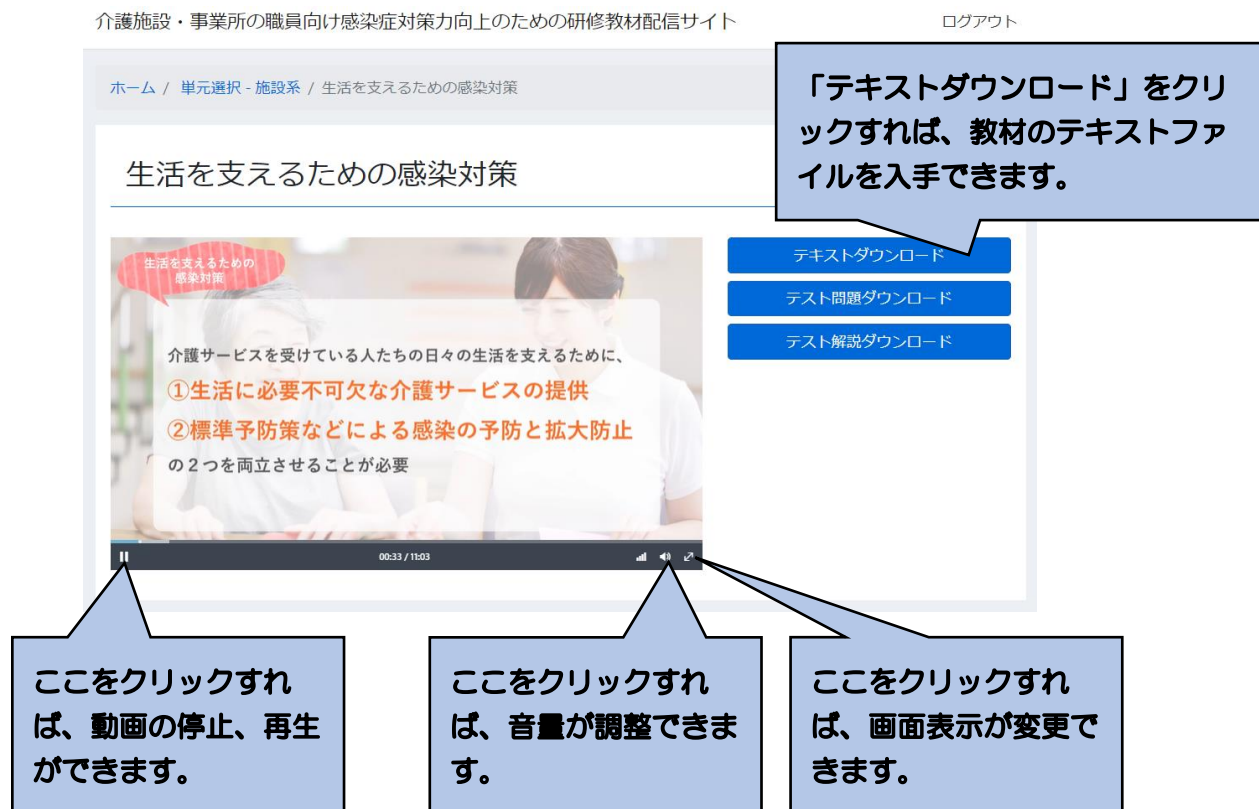 介護施設・事業所の職員向け感染症対策力向上のための研修教材配信サイト
ログアウト
ホーム / 単元選択 - 施設系 / 生活を支えるための感染対策
「テキストダウンロード」をクリ
ックすれば、教材のテキストファ
イルを入手できます。
生活を支えるための感染対策
生活を支えるための
感染対策
介護サービスを受けている人たちの日々の生活を支えるために、
①生活に必要不可欠な介護サービスの提供
②標準予防策などによる感染の予防と拡大防止
の２つを両立させることが必要
00:33 / 11:03
テキストダウンロード
テスト問題ダウンロード
テスト解説ダウンロード
ここをクリックすれ
ば、動画の停止、再生
ができます。
ここをクリックすれ
ば、音量が調整できま
す。
ここをクリックすれ
ば、画面表示が変更で
きます。